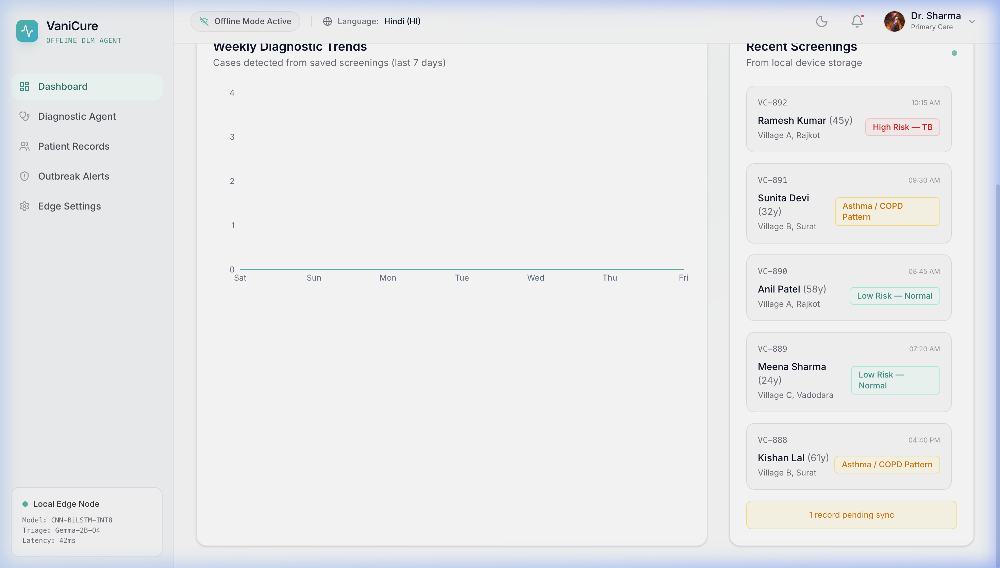 VaniCure
OFFLINE DLM AGENT
Dashboard
Diagnostic Agent
Patient Records
Outbreak Alerts
Edge Settings
Local Edge Node
Model: CNN-BiLSTM-INT8
Triage: Gemma-2B-Q4
Latency: 42ms
Offline Mode Active
Language: Hindi (HI)
Dr. Sharma
Primary Care
Weekly Diagnostic Trends
Cases detected from saved screenings (last 7 days)
4
3
2
1
0
Sat Sun Mon Tue Wed Thu Fri
Recent Screenings
From local device storage
VC-892 10:15 AM
Ramesh Kumar (45y)
Village A, Rajkot
High Risk — TB
VC-891 09:30 AM
Sunita Devi
(32y)
Village B, Surat
Asthma / COPD
Pattern
VC-890 08:45 AM
Anil Patel (58y)
Village A, Rajkot
Low Risk — Normal
VC-889 07:20 AM
Meena Sharma
(24y)
Village C, Vadodara
Low Risk —
Normal
VC-888 04:40 PM
Kishan Lal (61y)
Village B, Surat
Asthma / COPD Pattern
1 record pending sync